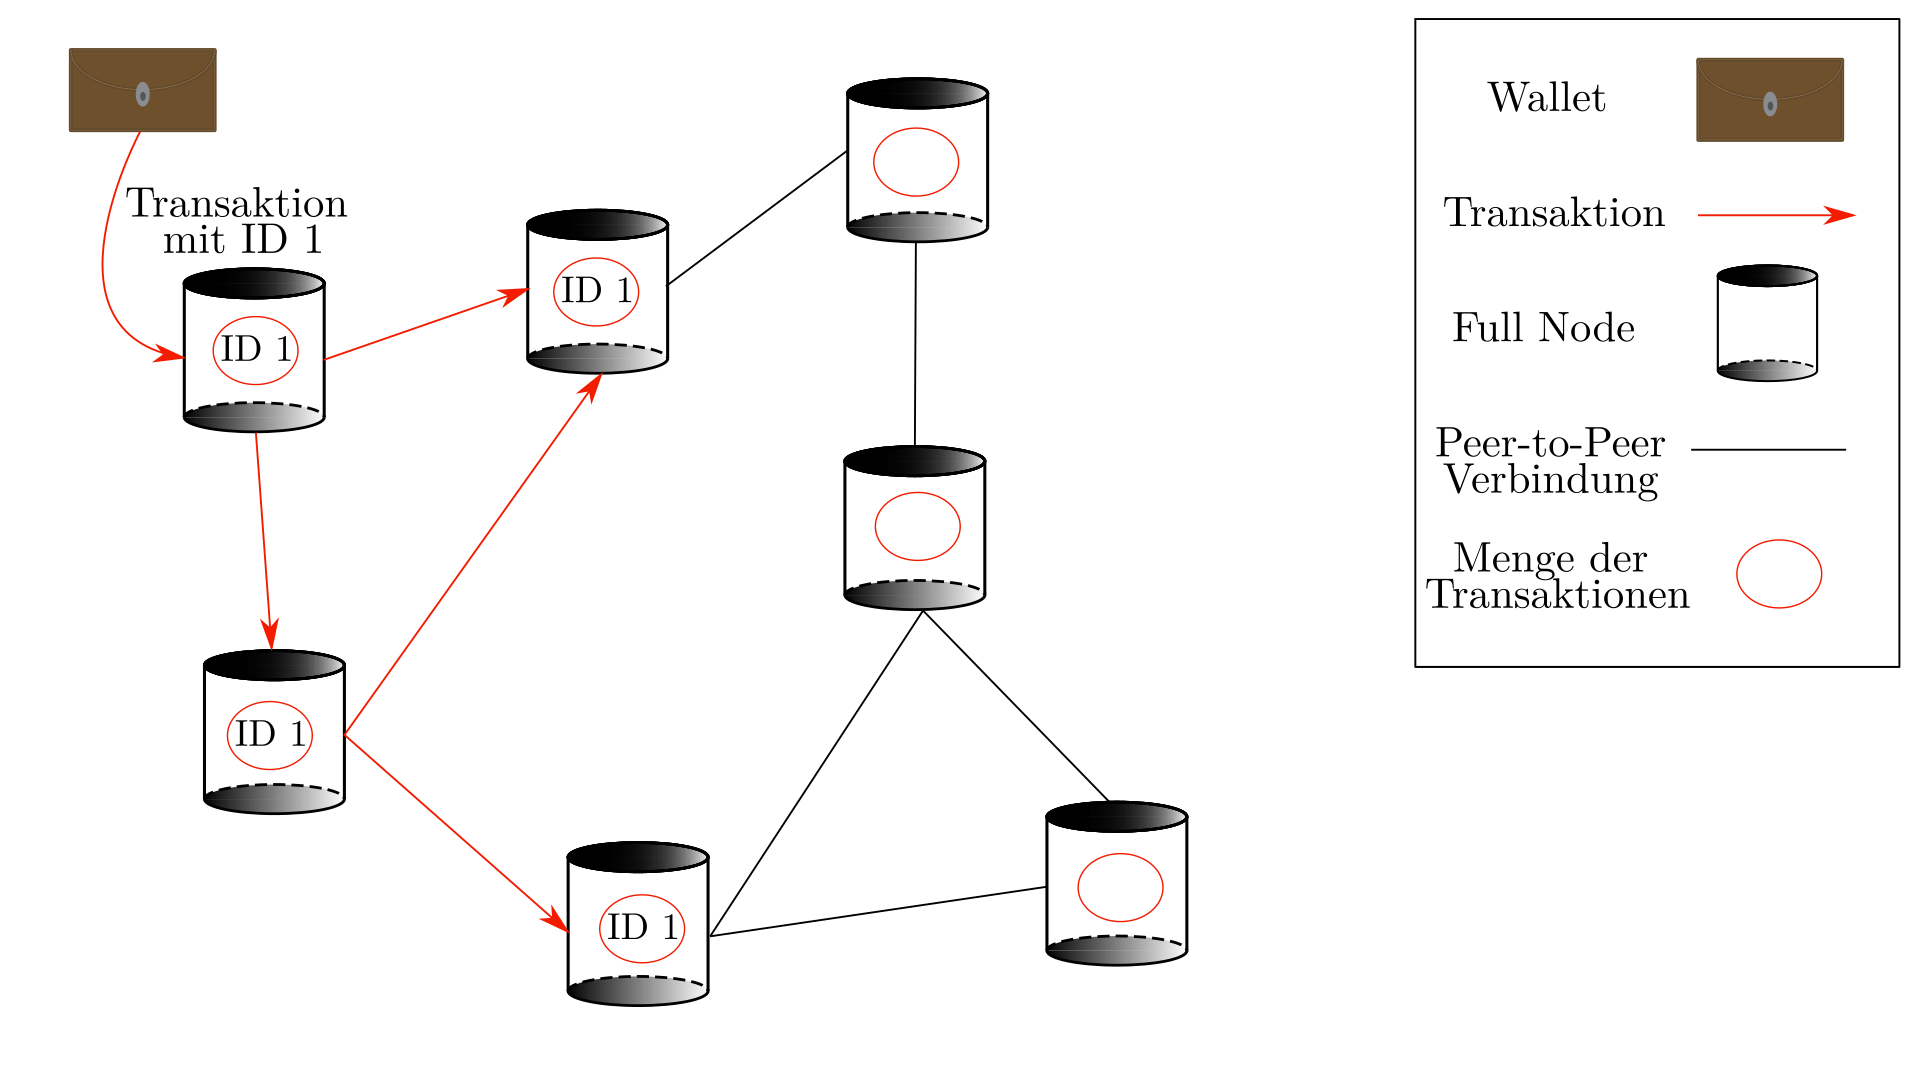 Transaktion
mit ID 1
ID 1
ID 1
ID 1
ID 1
Wallet
Transaktion
Full Node
Peer-to-Peer
Verbindung
Menge der
Transaktionen